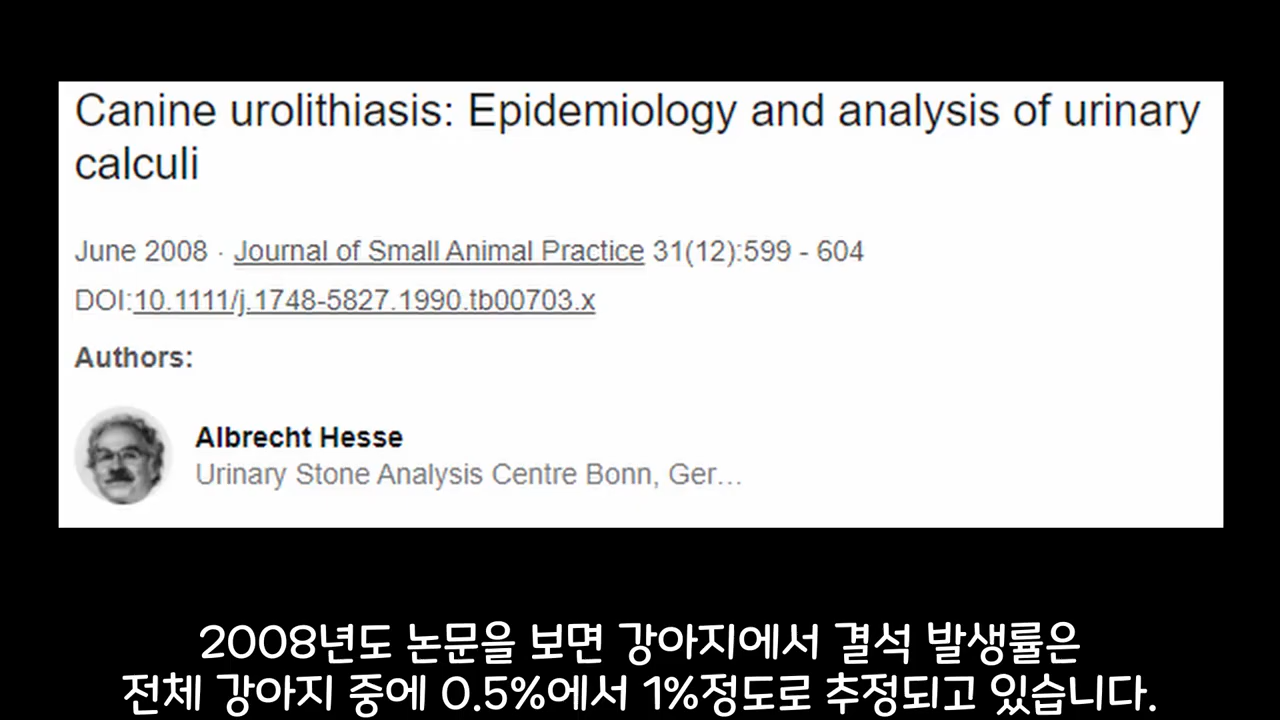 Canine urolithiasis: Epidemiology and analysis of urinary
calculi
June 2008 · Journal of Small Animal Practice 31(12):599 - 604
DOI:10.1111/j.1748-5827.1990.tb00703.x
Authors:
Albrecht Hesse
Urinary Stone Analysis Centre Bonn, Ger...
2008년도 논문을 보면 강아지에서 결석 발생률은
전체 강아지 중에 0.5%에서 1%정도로 추정되고 있습니다.